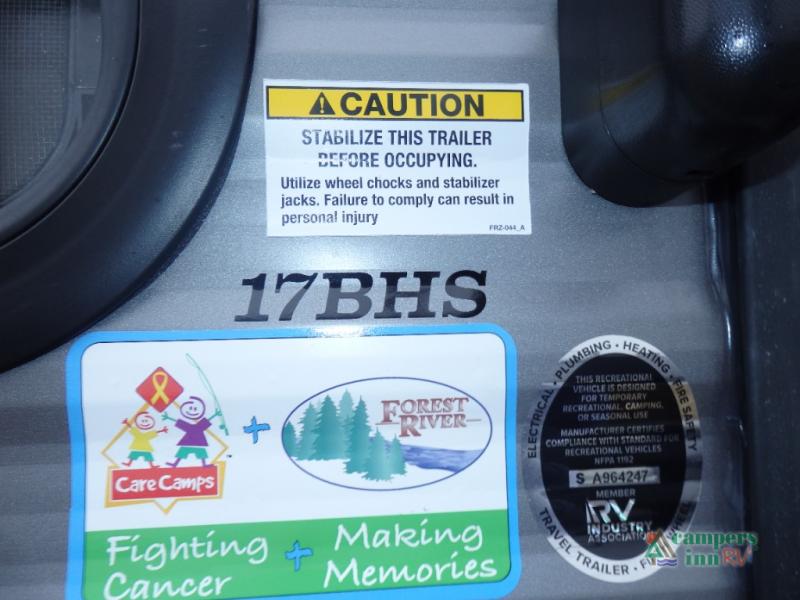 CAUTION
STABILIZE THIS TRAILER
BEFORE OCCUPYING.
Utilize wheel chocks and stabilizer
jacks. Failure to comply can result in
personal injury
FRZ-044_A
17BHS
Care Camps
+
FOREST
RIVER
Fighting
Cancer
+
Making
Memories
ELECTRICAL • PLUMBING • HEATING • FIRE SAFETY
THIS RECREATIONAL
VEHICLE IS DESIGNED
FOR TEMPORARY
RECREATIONAL, CAMPING,
OR SEASONAL USE
MANUFACTURER CERTIFIES
COMPLIANCE WITH STANDARD FOR
RECREATIONAL VEHICLES
NFPA 1192
S A964247
MEMBER
RV
INDUSTRY
ASSOCIATION
TRAVEL TRAILER •
campers
inn RV